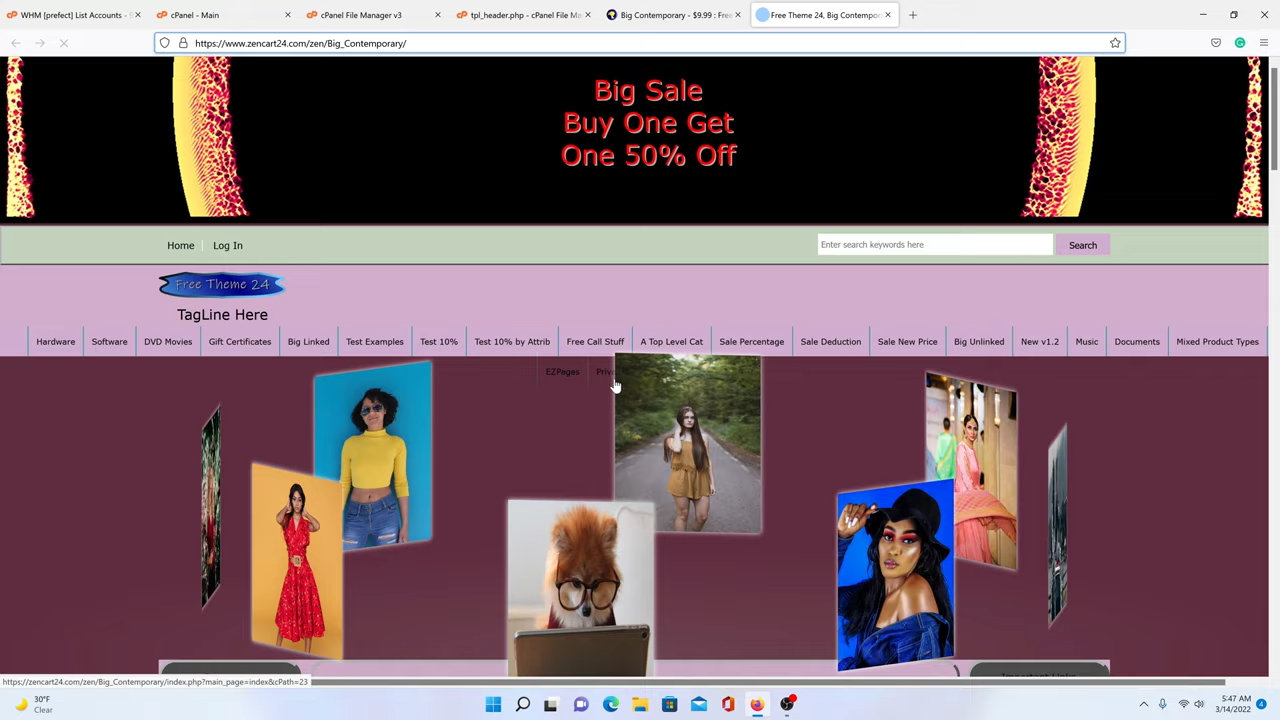 WHM [prefect] List Accounts - 
cPanel - Main
cPanel File Manager v3
tpl_header.php - cPanel File Ma
Big Contemporary - $9.99 : Free
Free Theme 24, Big Contempor
https://www.zencart24.com/zen/Big_Contemporary/
Big Sale
Buy One Get
One 50% Off
Home
Log In
Enter search keywords here
Search
Free Theme 24
TagLine Here
Hardware
Software
DVD Movies
Gift Certificates
Big Linked
Test Examples
Test 10%
Test 10% by Attrib
Free Call Stuff
A Top Level Cat
Sale Percentage
Sale Deduction
Sale New Price
Big Unlinked
New v1.2
Music
Documents
Mixed Product Types
EZPages
Important Links
https://zencart24.com/zen/Big_Contemporary/index.php?main_page=index&cPath=23
30°F
Clear
5:47 AM
3/14/2022
4